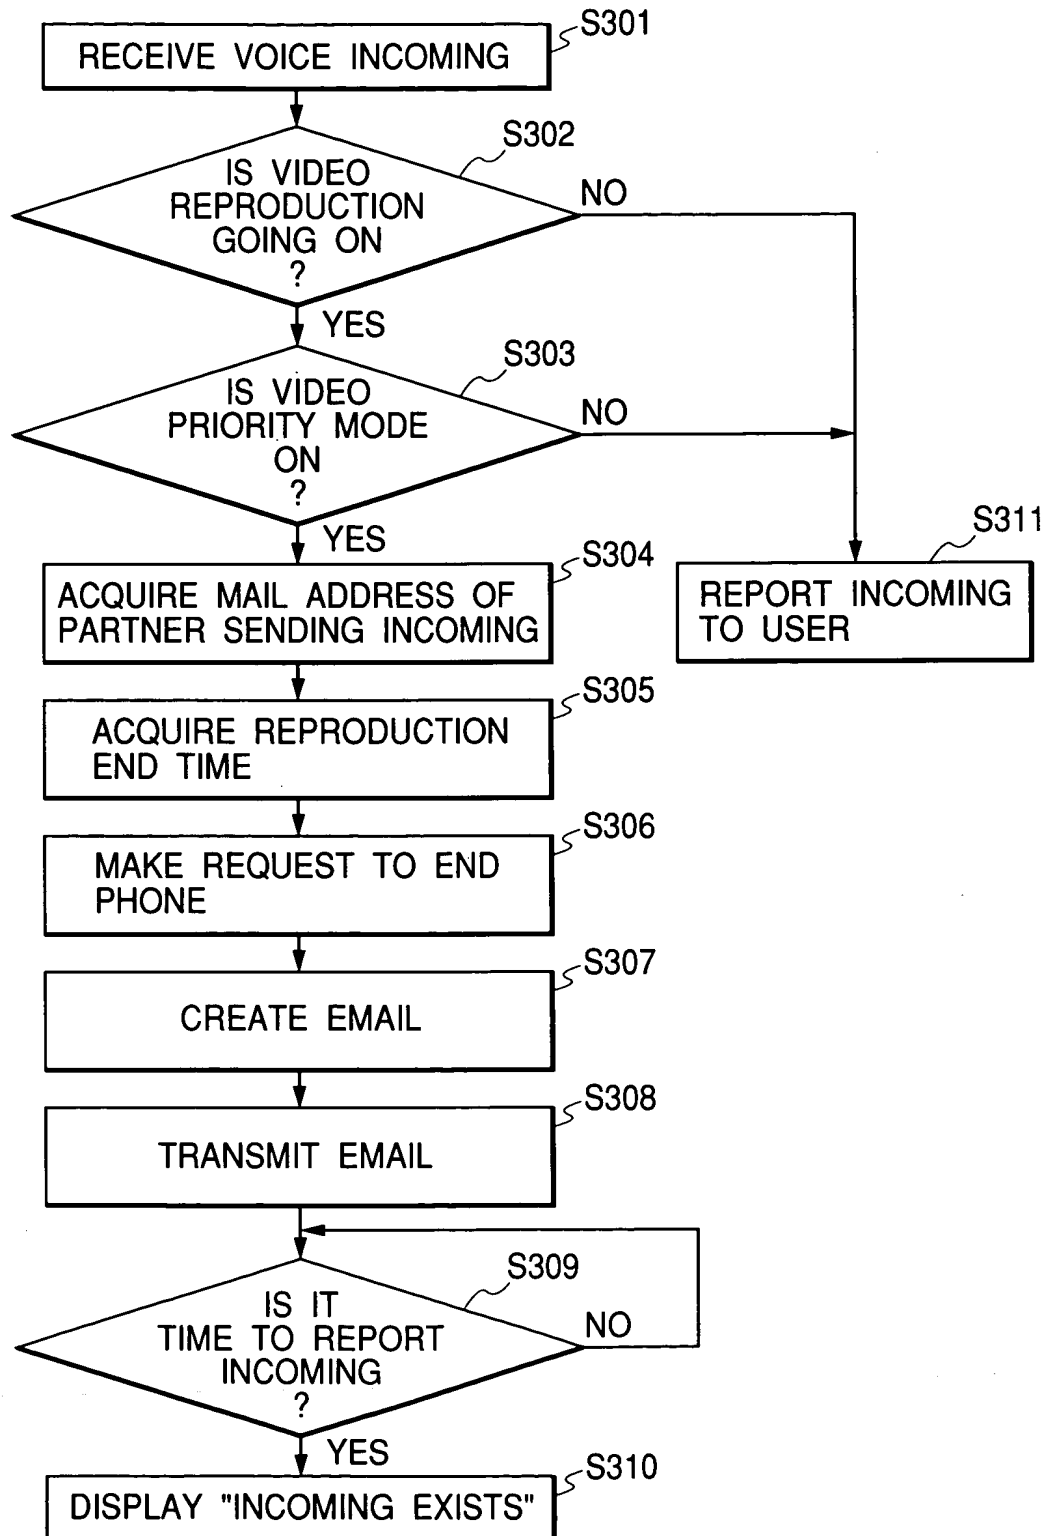 S301
RECEIVE VOICE INCOMING
S302
IS VIDEO
REPRODUCTION
GOING ON
?
NO
YES
S303
IS VIDEO
PRIORITY MODE
ON
?
NO
YES
S304
ACQUIRE MAIL ADDRESS OF
PARTNER SENDING INCOMING
S311
REPORT INCOMING
TO USER
S305
ACQUIRE REPRODUCTION
END TIME
S306
MAKE REQUEST TO END
PHONE
S307
CREATE EMAIL
S308
TRANSMIT EMAIL
S309
IS IT
TIME TO REPORT
INCOMING
?
NO
YES
S310
DISPLAY "INCOMING EXISTS"